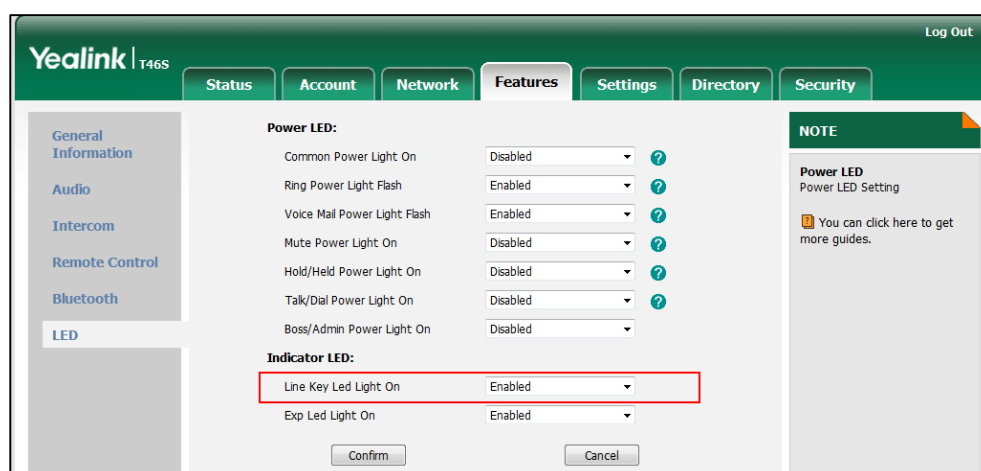 Log Out
Yealink | T46S
Status Account Network Features Settings Directory Security
General
Information
Audio
Intercom
Remote Control
Bluetooth
LED
Power LED:
Common Power Light On Disabled ?
Ring Power Light Flash Enabled ?
Voice Mail Power Light Flash Enabled ?
Mute Power Light On Disabled ?
Hold/Held Power Light On Disabled ?
Talk/Dial Power Light On Disabled ?
Boss/Admin Power Light On Disabled
Indicator LED:
Line Key Led Light On Enabled
Exp Led Light On Enabled
Confirm Cancel
NOTE
Power LED
Power LED Setting
You can click here to get
more guides.